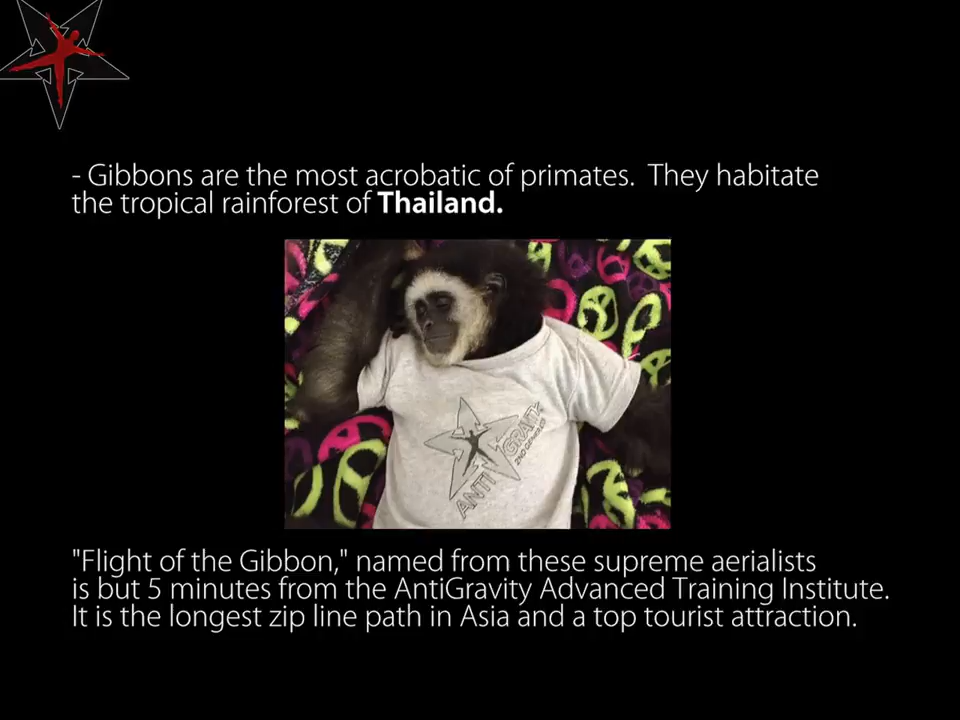 - Gibbons are the most acrobatic of primates.  They habitate
the tropical rainforest of Thailand.
ANTI GRAVITY
2ND GENERATION
"Flight of the Gibbon," named from these supreme aerialists
is but 5 minutes from the AntiGravity Advanced Training Institute.
It is the longest zip line path in Asia and a top tourist attraction.